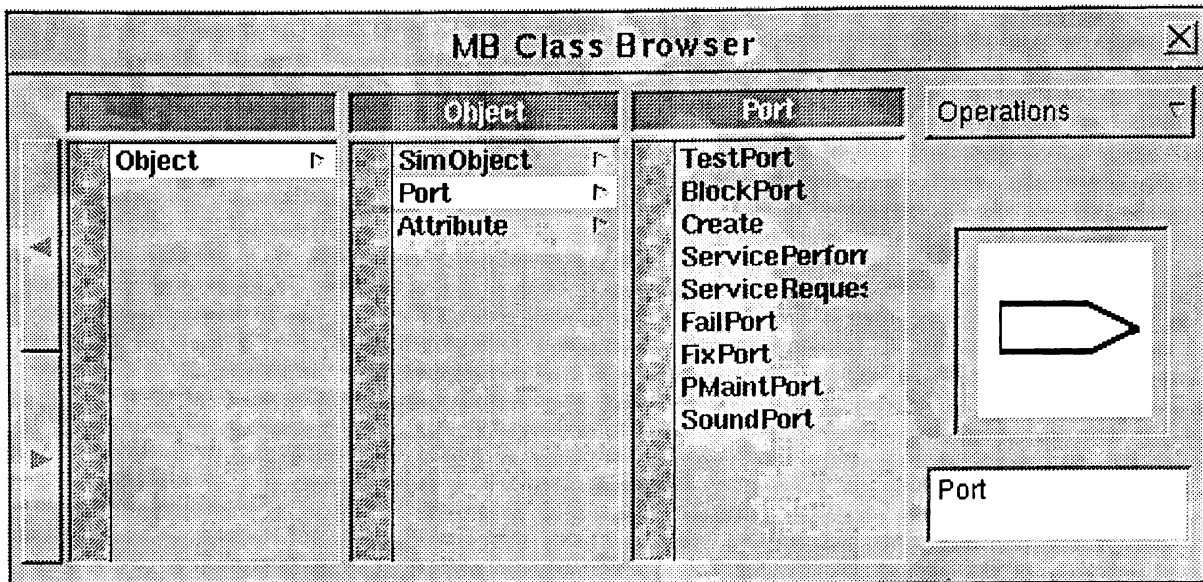 MB Class Browser
Object
Port
Operations
Object
SimObject
Port
Attribute
TestPort
BlockPort
Create
ServicePerforr
ServiceReques
FailPort
FixPort
PMaintPort
SoundPort
Port